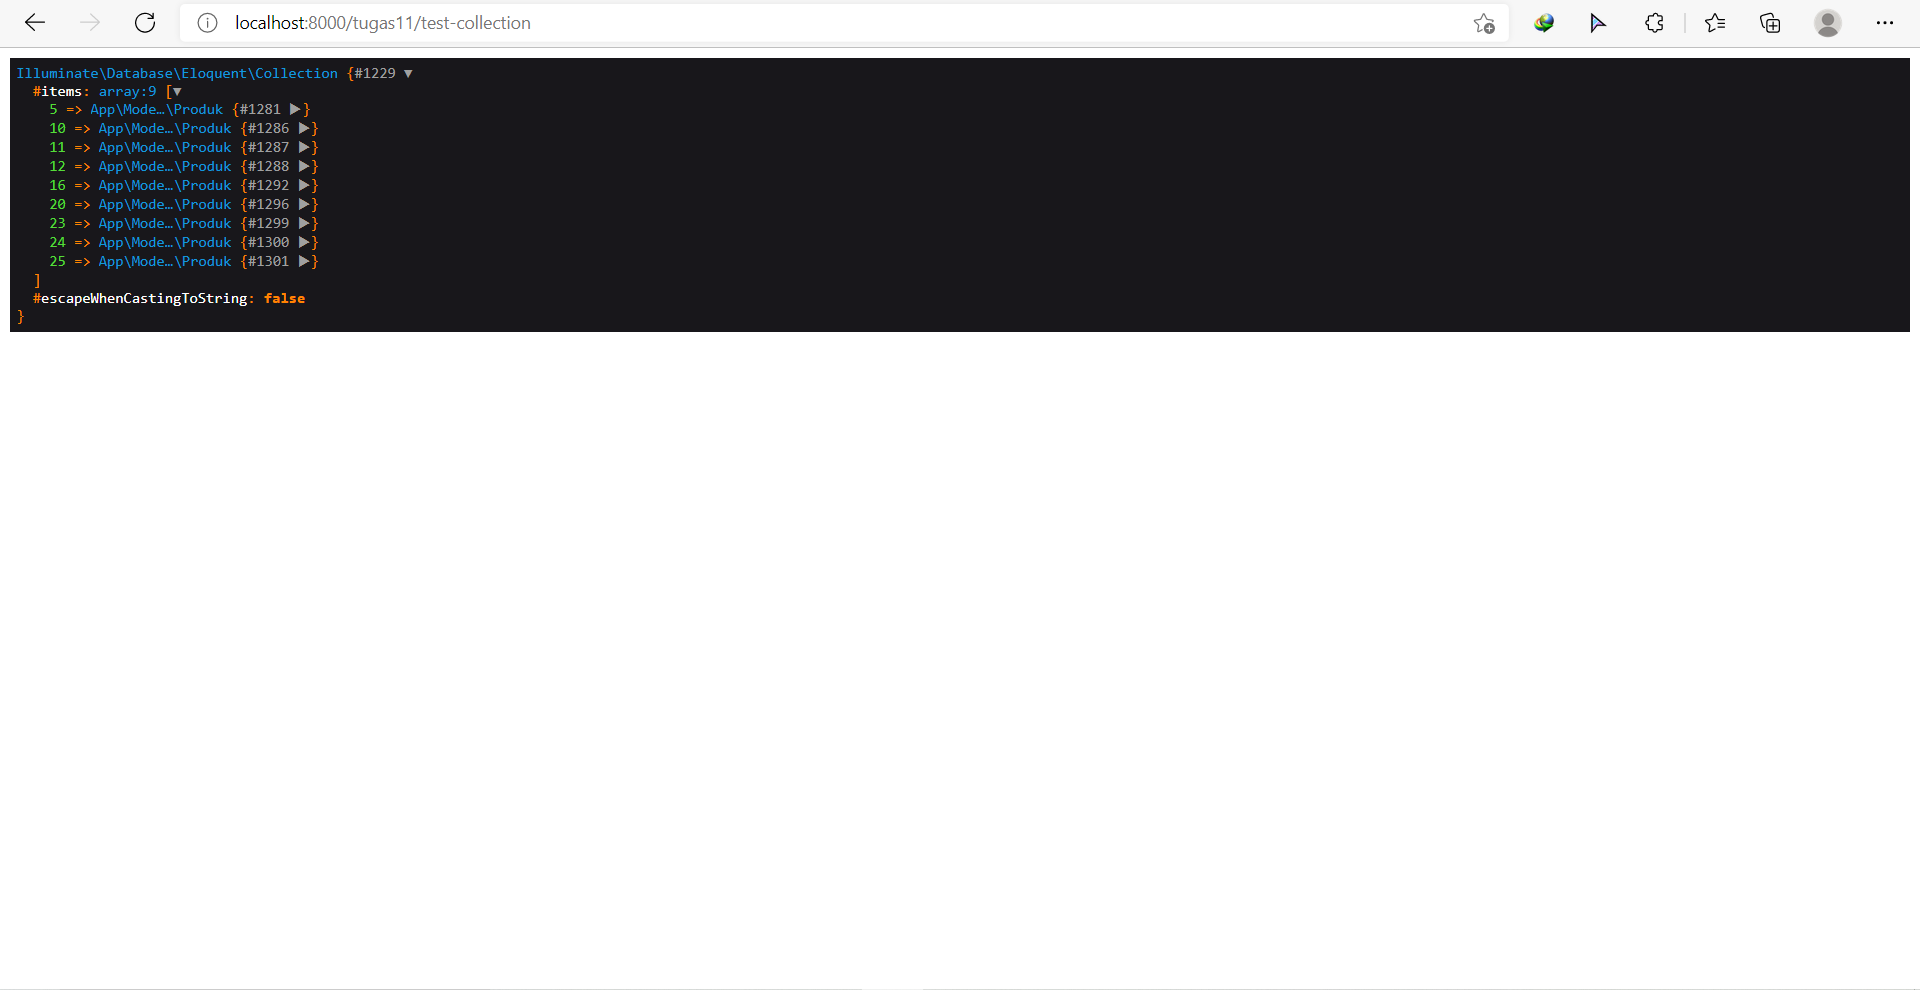 localhost:8000/tugas11/test-collection
Illuminate\Database\Eloquent\Collection {#1229 ▼
#items: array:9 [▼
5 => App\Mode…\Produk {#1281 ▶}
10 => App\Mode…\Produk {#1286 ▶}
11 => App\Mode…\Produk {#1287 ▶}
12 => App\Mode…\Produk {#1288 ▶}
16 => App\Mode…\Produk {#1292 ▶}
20 => App\Mode…\Produk {#1296 ▶}
23 => App\Mode…\Produk {#1299 ▶}
24 => App\Mode…\Produk {#1300 ▶}
25 => App\Mode…\Produk {#1301 ▶}
]
#escapeWhenCastingToString: false
}